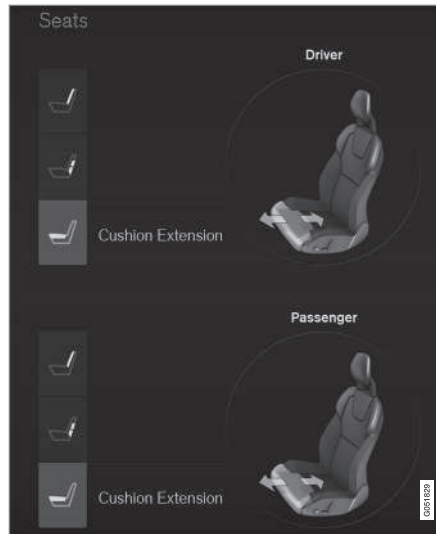 Seats
Driver
Cushion Extension
Passenger
Cushion Extension
G051829